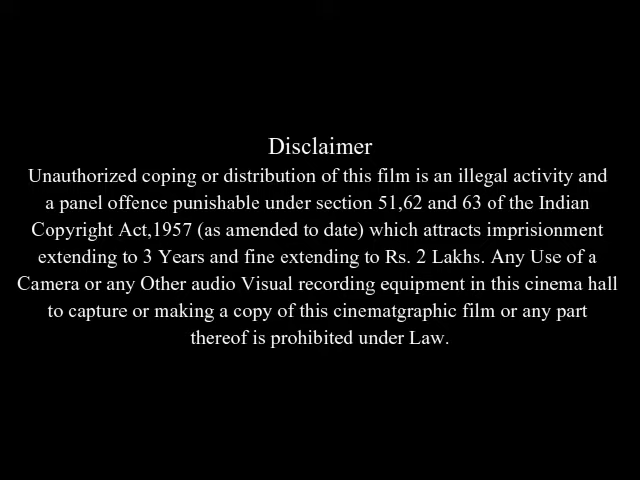 Disclaimer
Unauthorized coping or distribution of this film is an illegal activity and
a panel offence punishable under section 51,62 and 63 of the Indian
Copyright Act,1957 (as amended to date) which attracts imprisionment
extending to 3 Years and fine extending to Rs. 2 Lakhs. Any Use of a
Camera or any Other audio Visual recording equipment in this cinema hall
to capture or making a copy of this cinematgraphic film or any part
thereof is prohibited under Law.